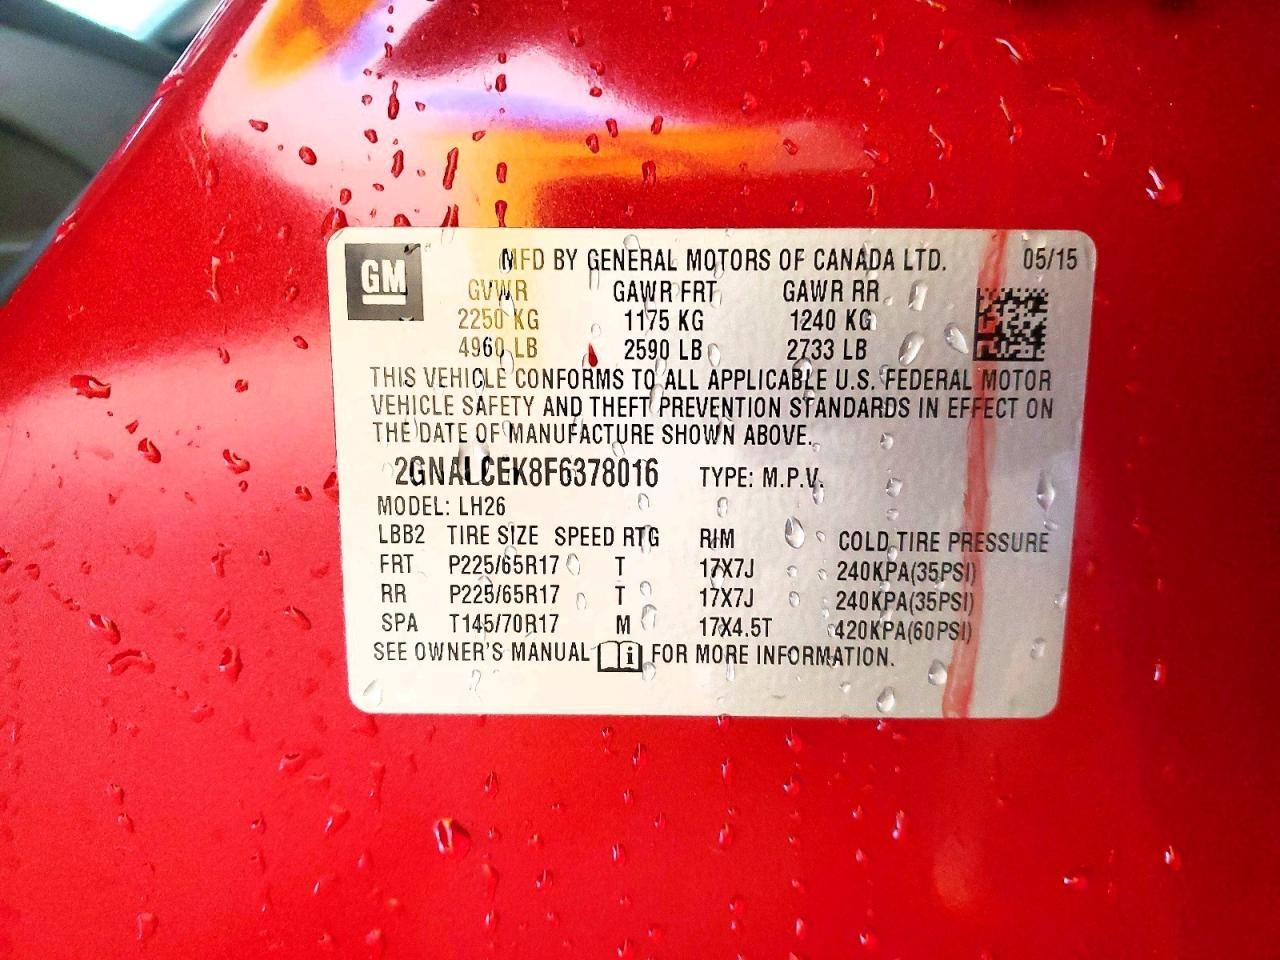 GM
MFD BY GENERAL MOTORS OF CANADA LTD. 05/15
GVWR GAWR FRT GAWR RR
2250 KG 1175 KG 1240 KG
4960 LB 2590 LB 2733 LB
THIS VEHICLE CONFORMS TO ALL APPLICABLE U.S. FEDERAL MOTOR
VEHICLE SAFETY AND THEFT PREVENTION STANDARDS IN EFFECT ON
THE DATE OF MANUFACTURE SHOWN ABOVE.
2GNALCEK8F6378016 TYPE: M.P.V.
MODEL: LH26
LBB2 TIRE SIZE SPEED RTG RIM COLD TIRE PRESSURE
FRT P225/65R17 T 17X7J 240KPA(35PSI)
RR P225/65R17 T 17X7J 240KPA(35PSI)
SPA T145/70R17 M 17X4.5T 420KPA(60PSI)
SEE OWNER'S MANUAL i FOR MORE INFORMATION.